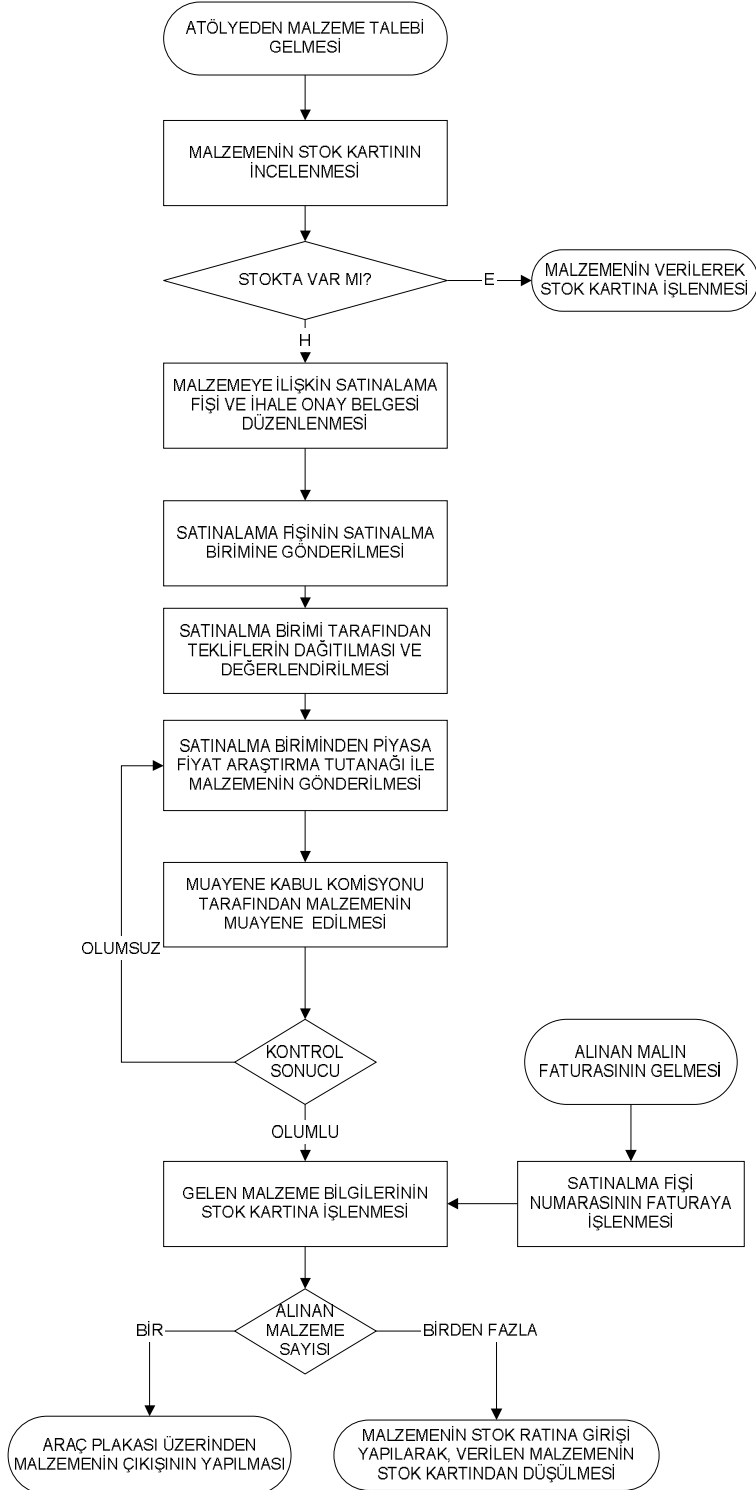 ATÖLYEDEN MALZEME TALEBİ
GELMESİ
MALZEMENİN STOK KARTININ
İNCELENMESİ
STOKTA VAR MI?
E
MALZEMENİN VERİLEREK
STOK KARTINA İŞLENMESİ
H
MALZEMEYE İLİŞKİN SATINALAMA
FİŞİ VE İHALE ONAY BELGESİ
DÜZENLENMESİ
SATINALAMA FİŞİNİN SATINALMA
BİRİMİNE GÖNDERİLMESİ
SATINALMA BİRİMİ TARAFINDAN
TEKLİFLERİN DAĞITILMASI VE
DEĞERLENDİRİLMESİ
SATINALMA BİRİMİNDEN PİYASA
FİYAT ARAŞTIRMA TUTANAĞI İLE
MALZEMENİN GÖNDERİLMESİ
MUAYENE KABUL KOMİSYONU
TARAFINDAN MALZEMENİN
MUAYENE EDİLMESİ
OLUMSUZ
KONTROL
SONUCU
ALINAN MALIN
FATURASININ GELMESİ
OLUMLU
GELEN MALZEME BİLGİLERİNİN
STOK KARTINA İŞLENMESİ
SATINALMA FİŞİ
NUMARASININ FATURAYA
İŞLENMESİ
ALINAN
MALZEME
SAYISI
BİR
BİRDEN FAZLA
ARAÇ PLAKASI ÜZERİNDEN
MALZEMENİN ÇIKIŞININ YAPILMASI
MALZEMENİN STOK RATINA GİRİŞİ
YAPILARAK, VERİLEN MALZEMENİN
STOK KARTINDAN DÜŞÜLMESİ